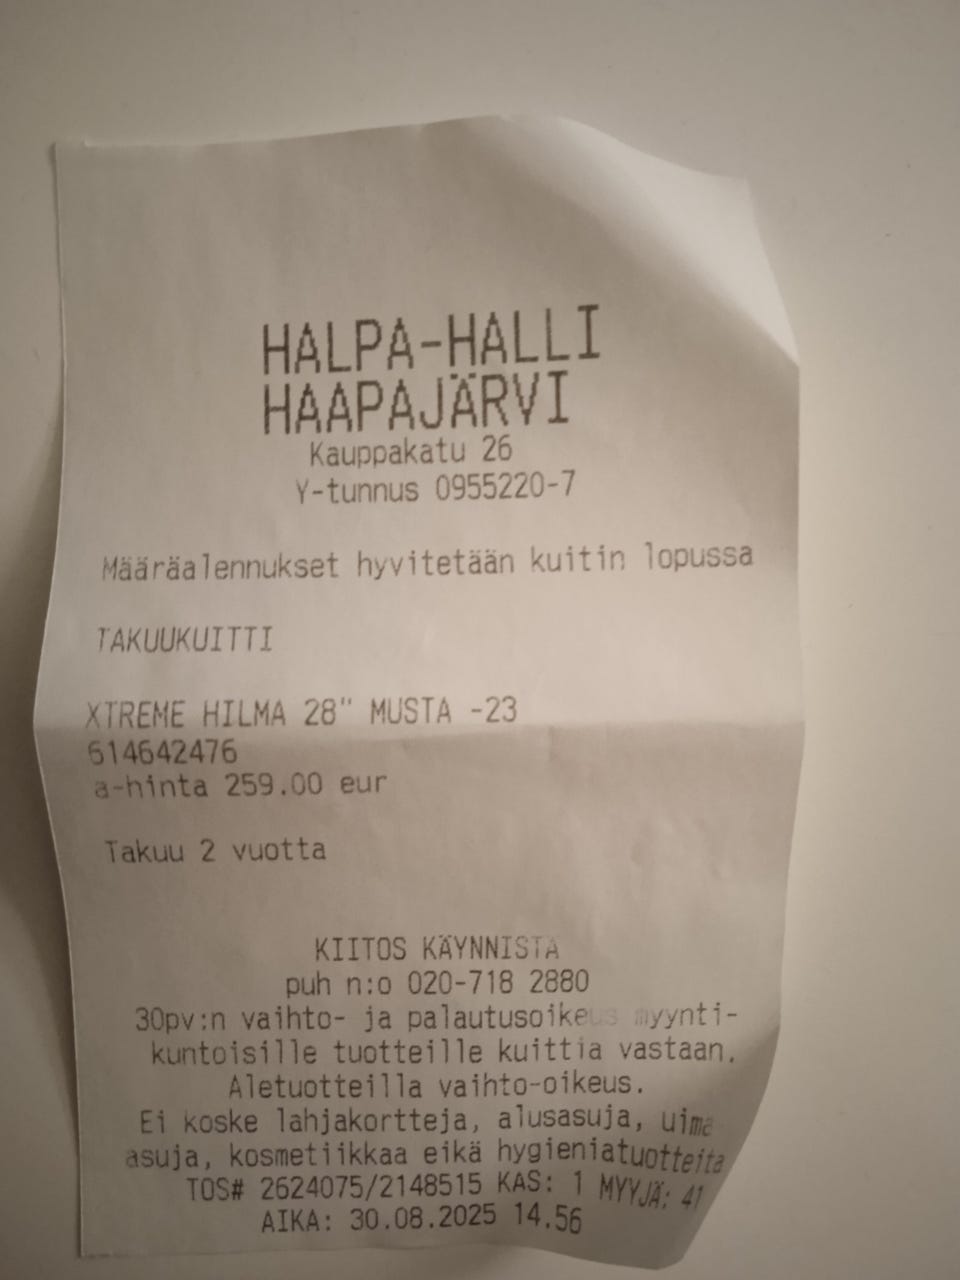 HALPA-HALLI
HAAPAJÄRVI
Kauppakatu 26
Y-tunnus 0955220-7
Määräalennukset hyvitetään kuitin lopussa
TAKUUKUITTI
XTREME HILMA 28" MUSTA -23
614642476
a-hinta 259.00 eur
Takuu 2 vuotta
KIITOS KÄYNNISTÄ
puh n:o 020-718 2880
30pv:n vaihto- ja palautusoikeus myynti-
kuntoisille tuotteille kuittia vastaan.
Aletuotteilla vaihto-oikeus.
Ei koske lahjakortteja, alusasuja, uima
asuja, kosmetiikkaa eikä hygieniatuotteita
TOS# 2624075/2148515 KAS: 1 MYYJÄ: 41
AIKA: 30.08.2025 14.56